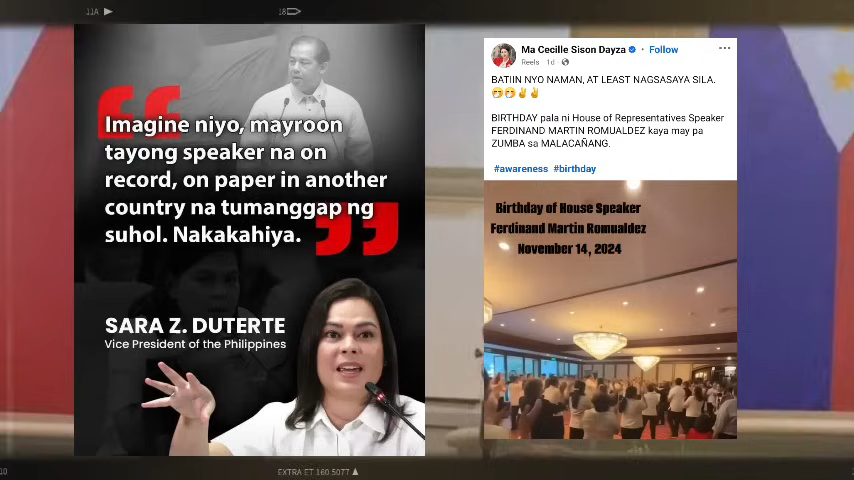 11A
18
Imagine niyo, mayroon
tayong speaker na on
record, on paper in another
country na tumanggap ng
suhol. Nakakahiya.
SARA Z. DUTERTE
Vice President of the Philippines
Ma Cecille Sison Dayza · Follow
Reels · 1d ·
BATIIN NYO NAMAN, AT LEAST NAGSASAYA SILA.
😁😁✌✌
BIRTHDAY pala ni House of Representatives Speaker
FERDINAND MARTIN ROMUALDEZ kaya may pa
ZUMBA sa MALACAÑANG.
#awareness #birthday
Birthday of House Speaker
Ferdinand Martin Romualdez
November 14, 2024
10
EXTRA ET 160 5077